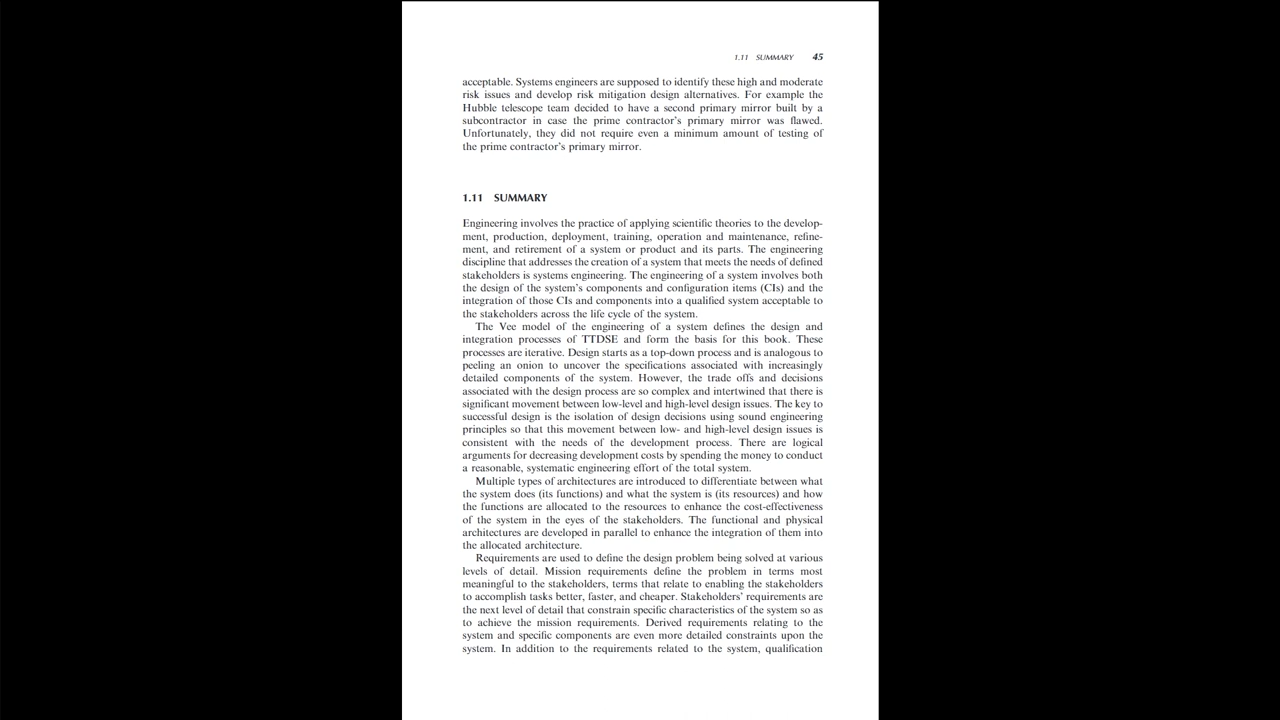 1.11 SUMMARY 45
acceptable. Systems engineers are supposed to identify these high and moderate
risk issues and develop risk mitigation design alternatives. For example the
Hubble telescope team decided to have a second primary mirror built by a
subcontractor in case the prime contractor's primary mirror was flawed.
Unfortunately, they did not require even a minimum amount of testing of
the prime contractor's primary mirror.
1.11 SUMMARY
Engineering involves the practice of applying scientific theories to the develop-
ment, production, deployment, training, operation and maintenance, refine-
ment, and retirement of a system or product and its parts. The engineering
discipline that addresses the creation of a system that meets the needs of defined
stakeholders is systems engineering. The engineering of a system involves both
the design of the system's components and configuration items (CIs) and the
integration of those CIs and components into a qualified system acceptable to
the stakeholders across the life cycle of the system.
The Vee model of the engineering of a system defines the design and
integration processes of TTDSE and form the basis for this book. These
processes are iterative. Design starts as a top-down process and is analogous to
peeling an onion to uncover the specifications associated with increasingly
detailed components of the system. However, the trade offs and decisions
associated with the design process are so complex and intertwined that there is
significant movement between low-level and high-level design issues. The key to
successful design is the isolation of design decisions using sound engineering
principles so that this movement between low- and high-level design issues is
consistent with the needs of the development process. There are logical
arguments for decreasing development costs by spending the money to conduct
a reasonable, systematic engineering effort of the total system.
Multiple types of architectures are introduced to differentiate between what
the system does (its functions) and what the system is (its resources) and how
the functions are allocated to the resources to enhance the cost-effectiveness
of the system in the eyes of the stakeholders. The functional and physical
architectures are developed in parallel to enhance the integration of them into
the allocated architecture.
Requirements are used to define the design problem being solved at various
levels of detail. Mission requirements define the problem in terms most
meaningful to the stakeholders, terms that relate to enabling the stakeholders
to accomplish tasks better, faster, and cheaper. Stakeholders' requirements are
the next level of detail that constrain specific characteristics of the system so as
to achieve the mission requirements. Derived requirements relating to the
system and specific components are even more detailed constraints upon the
system. In addition to the requirements related to the system, qualification